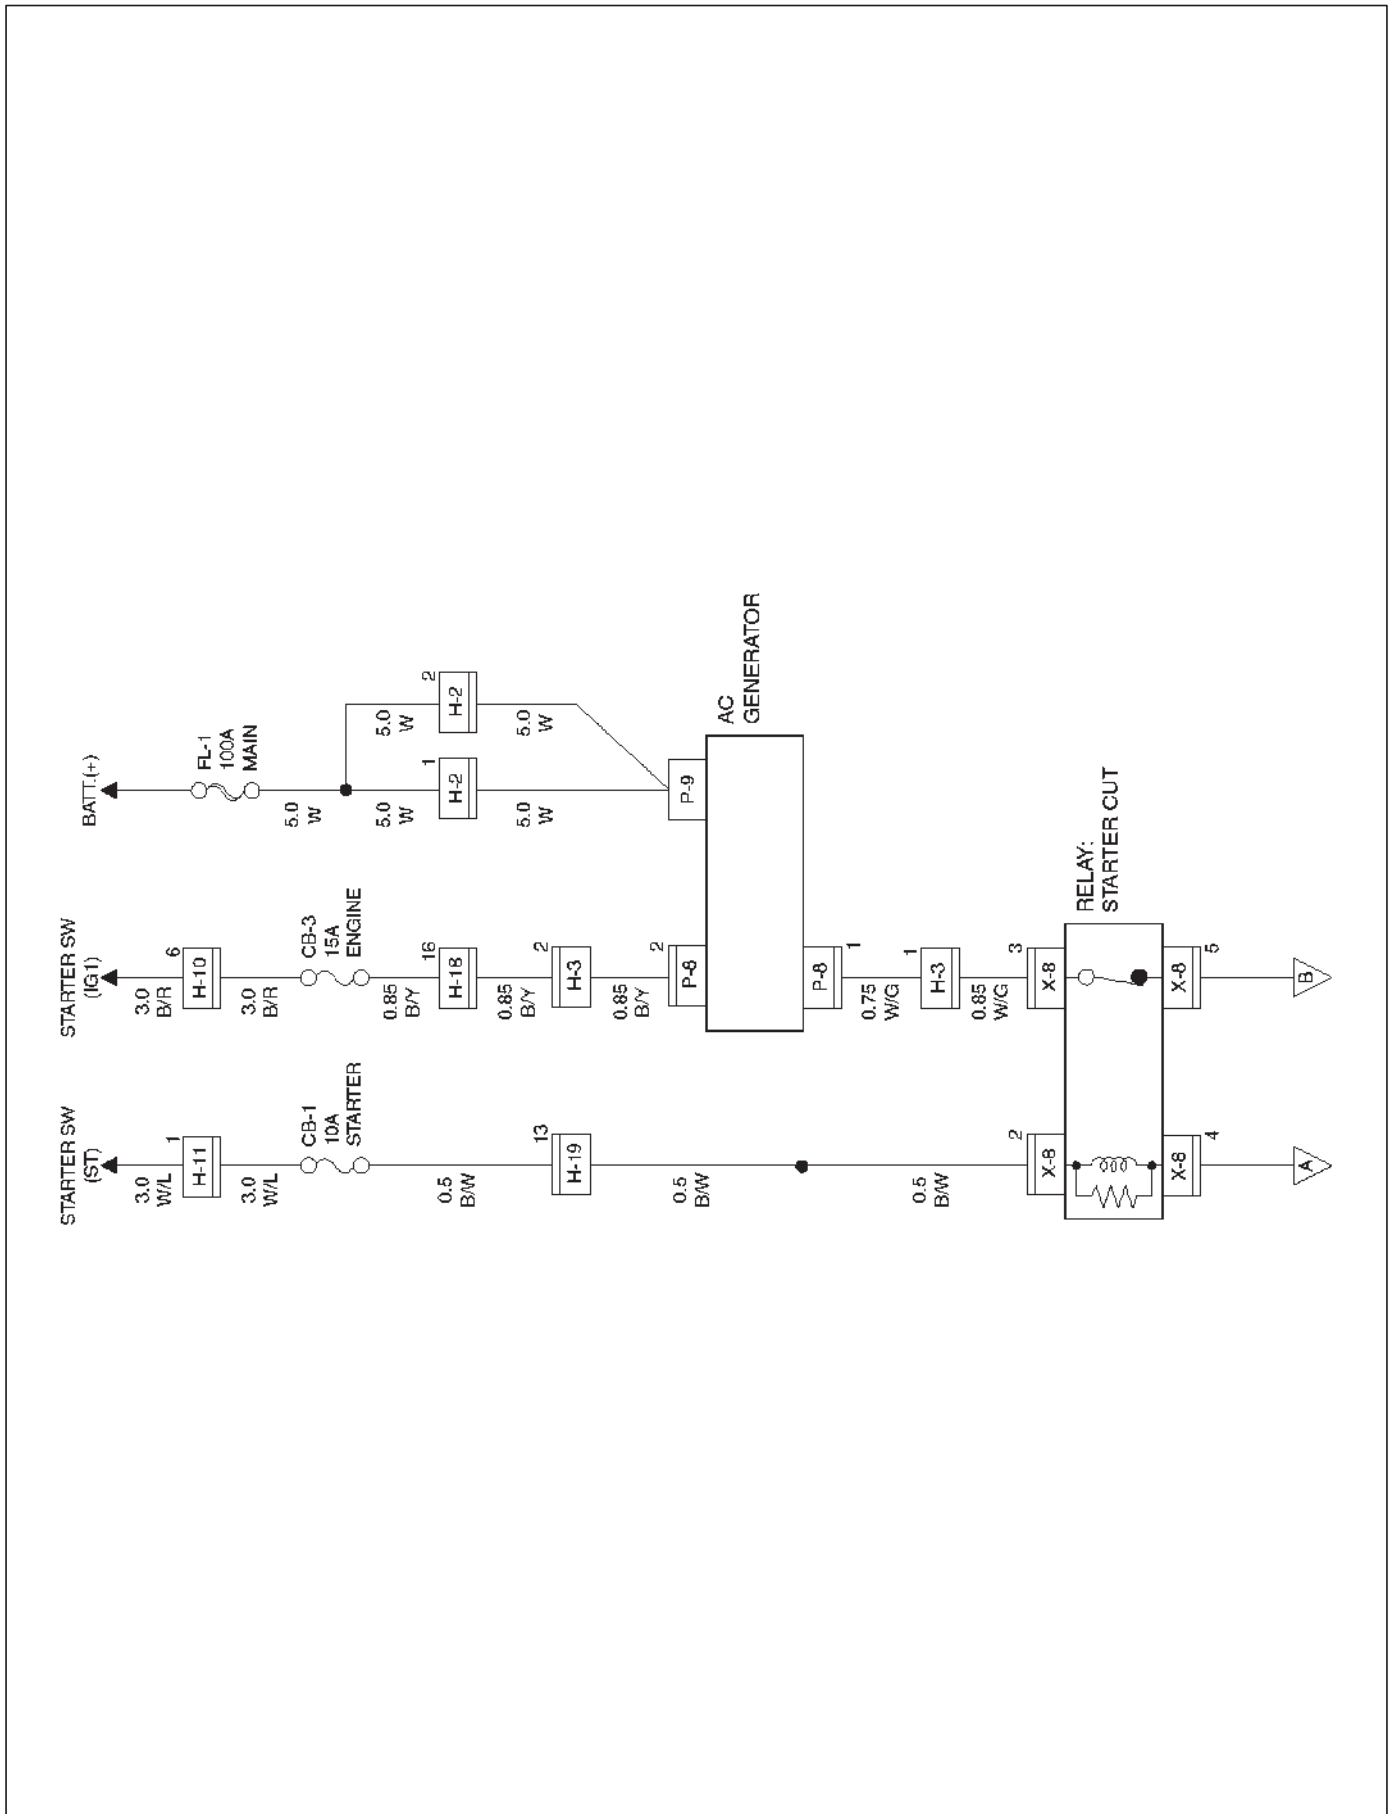 STARTER SW
(ST)
3.0
W/L
1
H-11
3.0
W/L
CB-1
10A
STARTER
0.5
B/W
13
H-19
0.5
B/W
0.5
B/W
2
X-8
X-8
4
A
STARTER SW
(IG1)
3.0
B/R
6
H-10
3.0
B/R
CB-3
15A
ENGINE
0.85
B/Y
16
H-18
0.85
B/Y
2
H-3
0.85
B/Y
2
P-8
P-8
1
0.75
W/G
1
H-3
0.85
W/G
3
X-8
X-8
5
B
BATT.(+)
FL-1
100A
MAIN
5.0
W
5.0
W
1
H-2
5.0
W
5.0
W
2
H-2
5.0
W
P-9
AC
GENERATOR
RELAY:
STARTER CUT